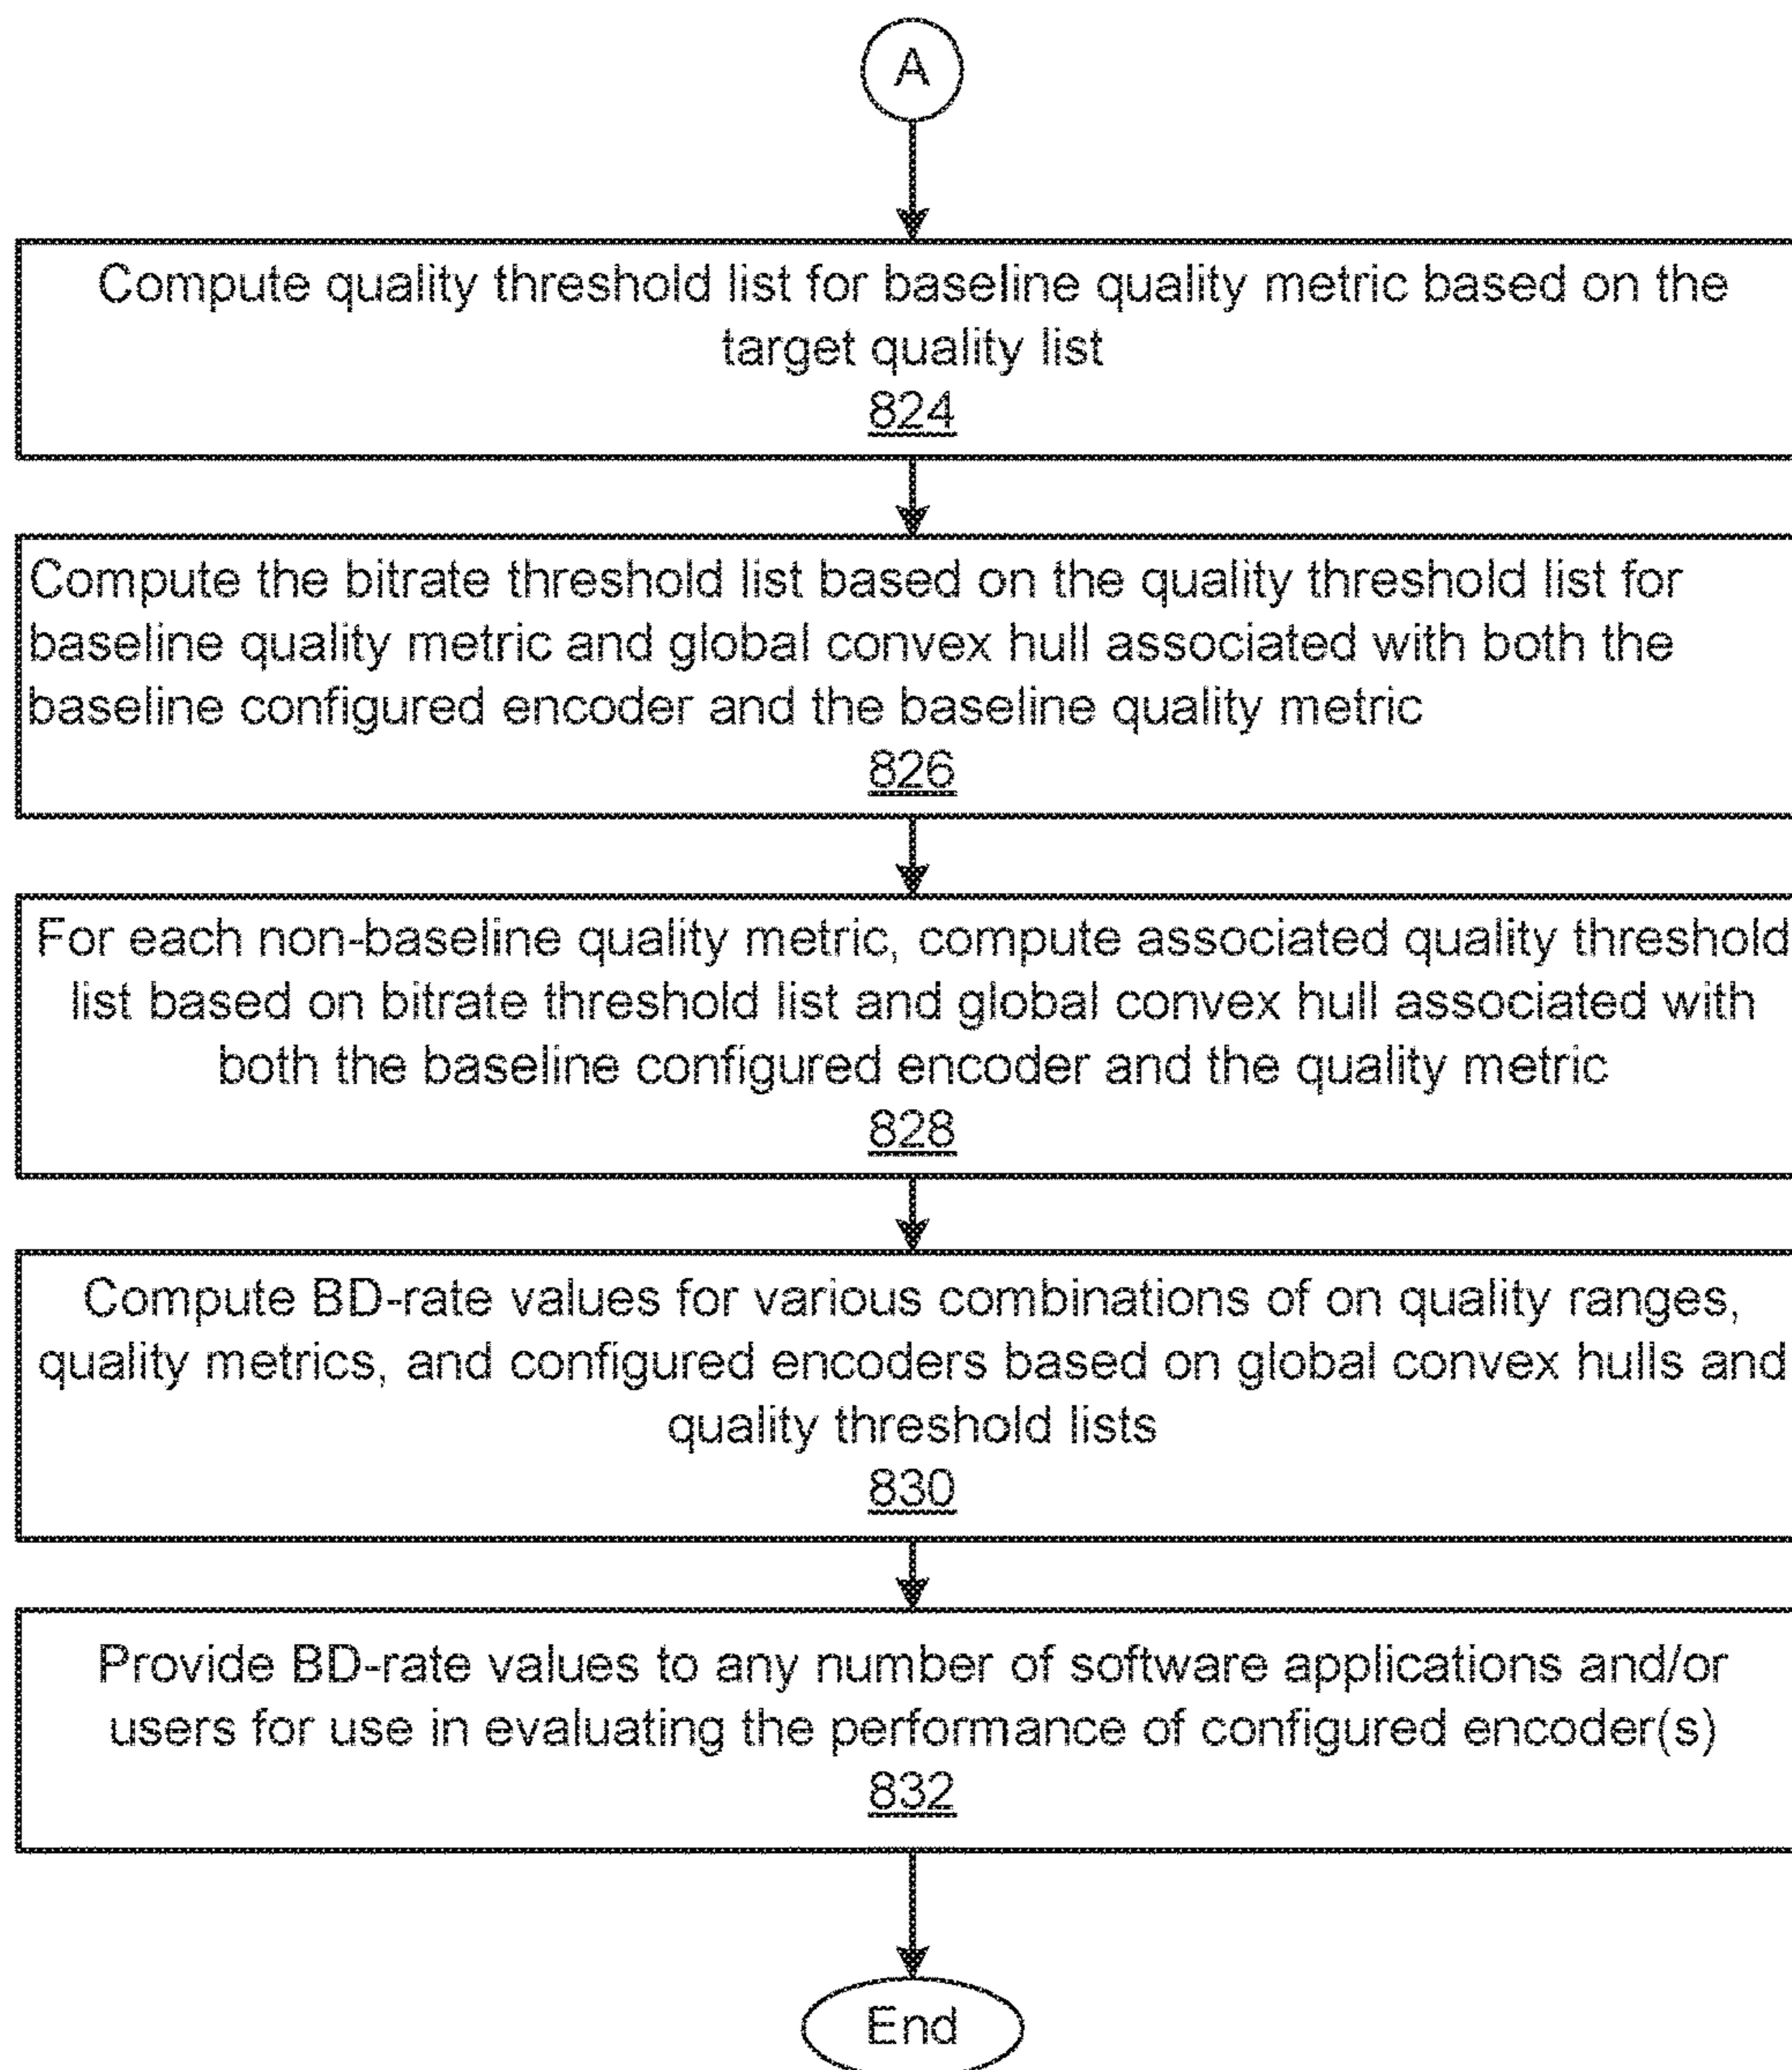 A
Compute quality threshold list for baseline quality metric based on the
target quality list
824
Compute the bitrate threshold list based on the quality threshold list for
baseline quality metric and global convex hull associated with both the
baseline configured encoder and the baseline quality metric
826
For each non-baseline quality metric, compute associated quality threshold
list based on bitrate threshold list and global convex hull associated with
both the baseline configured encoder and the quality metric
828
Compute BD-rate values for various combinations of on quality ranges,
quality metrics, and configured encoders based on global convex hulls and
quality threshold lists
830
Provide BD-rate values to any number of software applications and/or
users for use in evaluating the performance of configured encoder(s)
832
End